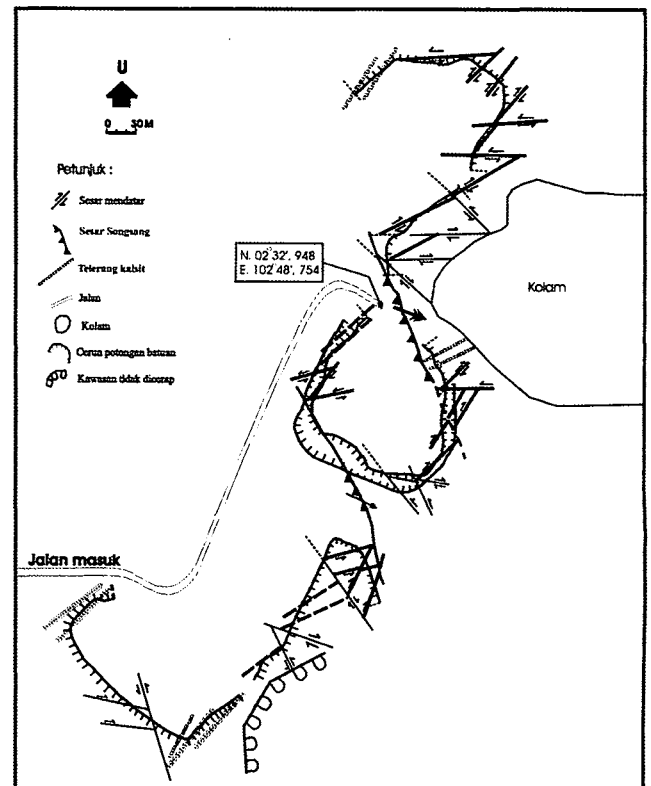 U
0 30M
Petunjuk :
Sesar mendatar
Sesar Songsang
Telerang kalsit
Jalan
Kolam
Cerun potongan batuan
Kawasan tidak dicerap
N. 02°32', 948
E. 102°48', 754
Kolam
Jalan masuk